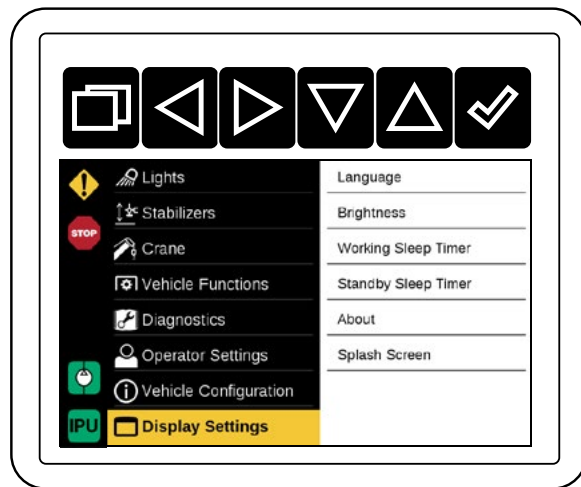 Lights
Stabilizers
Crane
Vehicle Functions
Diagnostics
Operator Settings
Vehicle Configuration
Display Settings
STOP
IPU
Language
Brightness
Working Sleep Timer
Standby Sleep Timer
About
Splash Screen